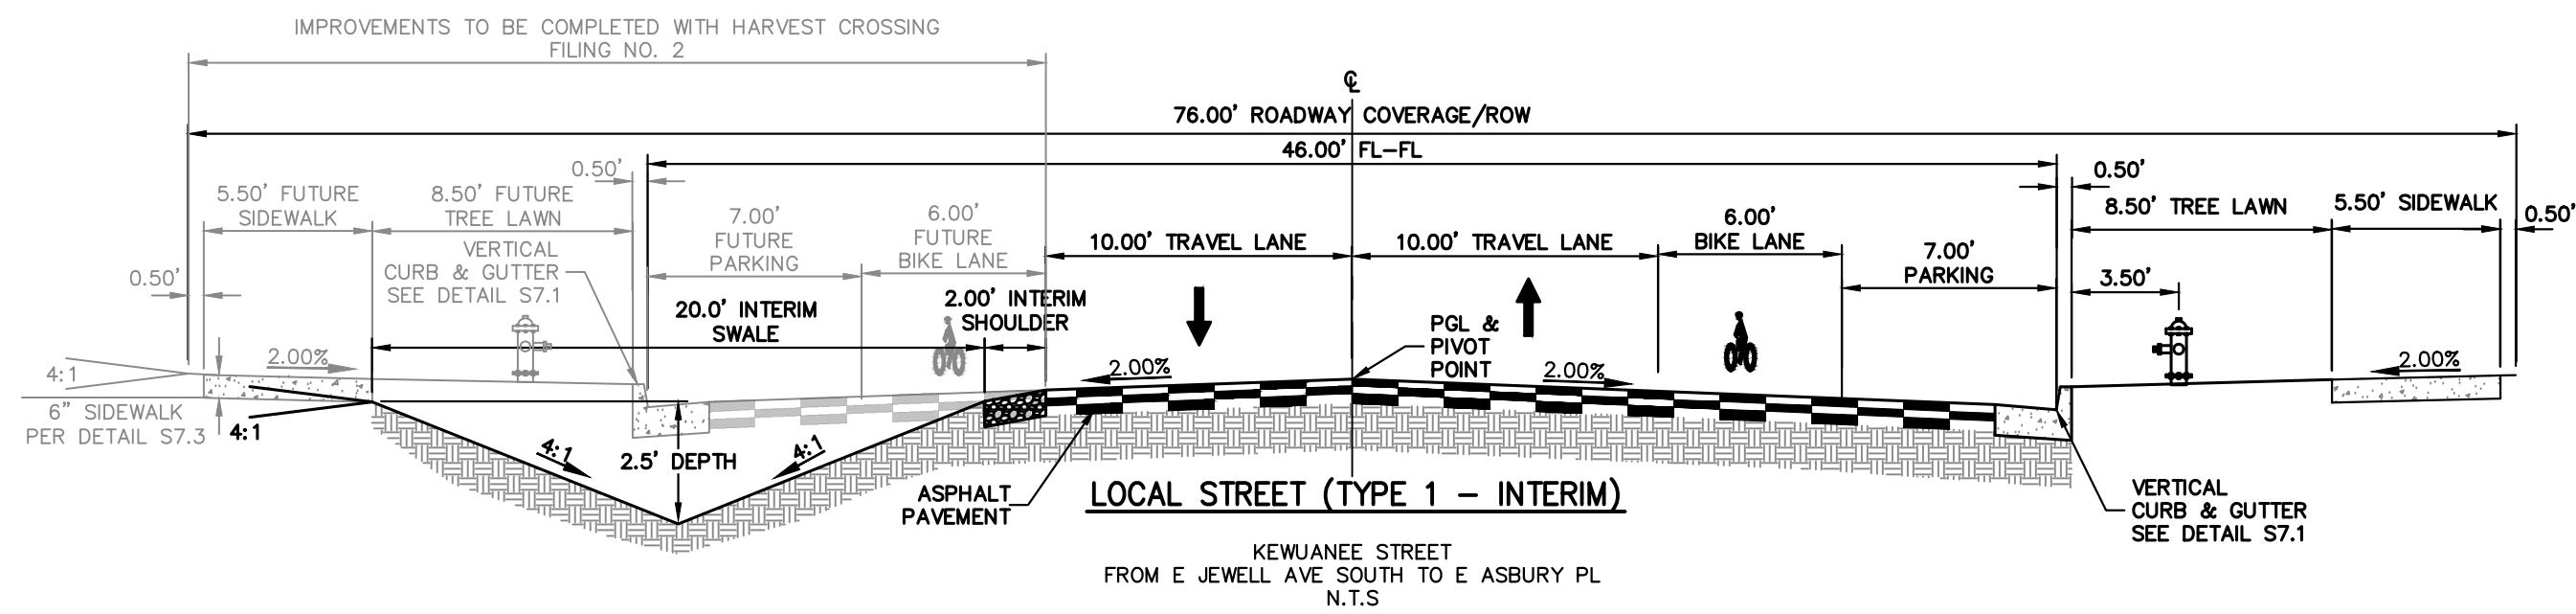 IMPROVEMENTS TO BE COMPLETED WITH HARVEST CROSSING
FILING NO. 2
℄
76.00' ROADWAY COVERAGE/ROW
46.00' FL-FL
0.50'
0.50'
5.50' FUTURE
SIDEWALK
8.50' FUTURE
TREE LAWN
7.00'
FUTURE
PARKING
6.00'
FUTURE
BIKE LANE
10.00' TRAVEL LANE
10.00' TRAVEL LANE
6.00'
BIKE LANE
7.00'
PARKING
8.50' TREE LAWN
5.50' SIDEWALK
0.50'
3.50'
0.50'
VERTICAL
CURB & GUTTER
SEE DETAIL S7.1
20.0' INTERIM
SWALE
2.00' INTERIM
SHOULDER
PGL &
PIVOT
POINT
4:1
2.00%
2.00%
2.00%
2.00%
6" SIDEWALK
PER DETAIL S7.3
4:1
4:1
2.5' DEPTH
4:1
ASPHALT
PAVEMENT
LOCAL STREET (TYPE 1 - INTERIM)
VERTICAL
CURB & GUTTER
SEE DETAIL S7.1
KEWUANEE STREET
FROM E JEWELL AVE SOUTH TO E ASBURY PL
N.T.S